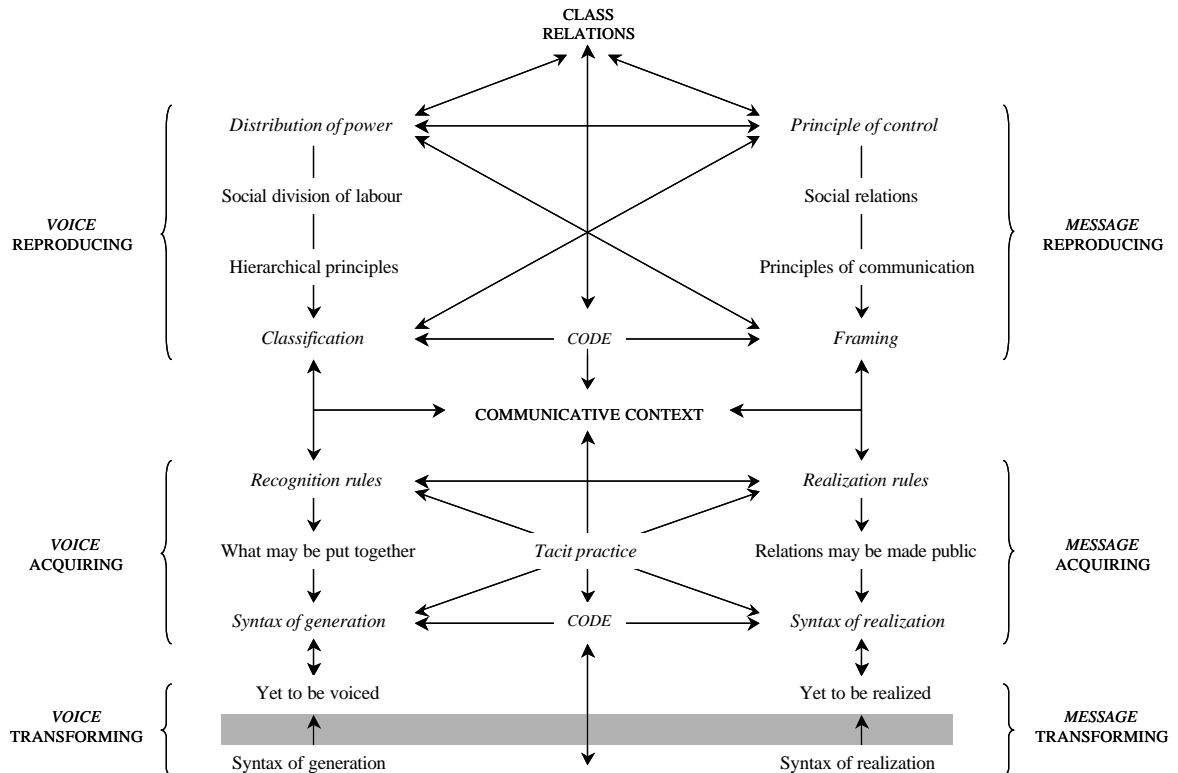 CLASS
RELATIONS
Distribution of power
Principle of control
Social division of labour
Social relations
VOICE
REPRODUCING
MESSAGE
REPRODUCING
Hierarchical principles
Principles of communication
Classification
CODE
Framing
COMMUNICATIVE CONTEXT
Recognition rules
Realization rules
VOICE
ACQUIRING
What may be put together
Tacit practice
Relations may be made public
MESSAGE
ACQUIRING
Syntax of generation
CODE
Syntax of realization
Yet to be voiced
Yet to be realized
VOICE
TRANSFORMING
MESSAGE
TRANSFORMING
Syntax of generation
Syntax of realization